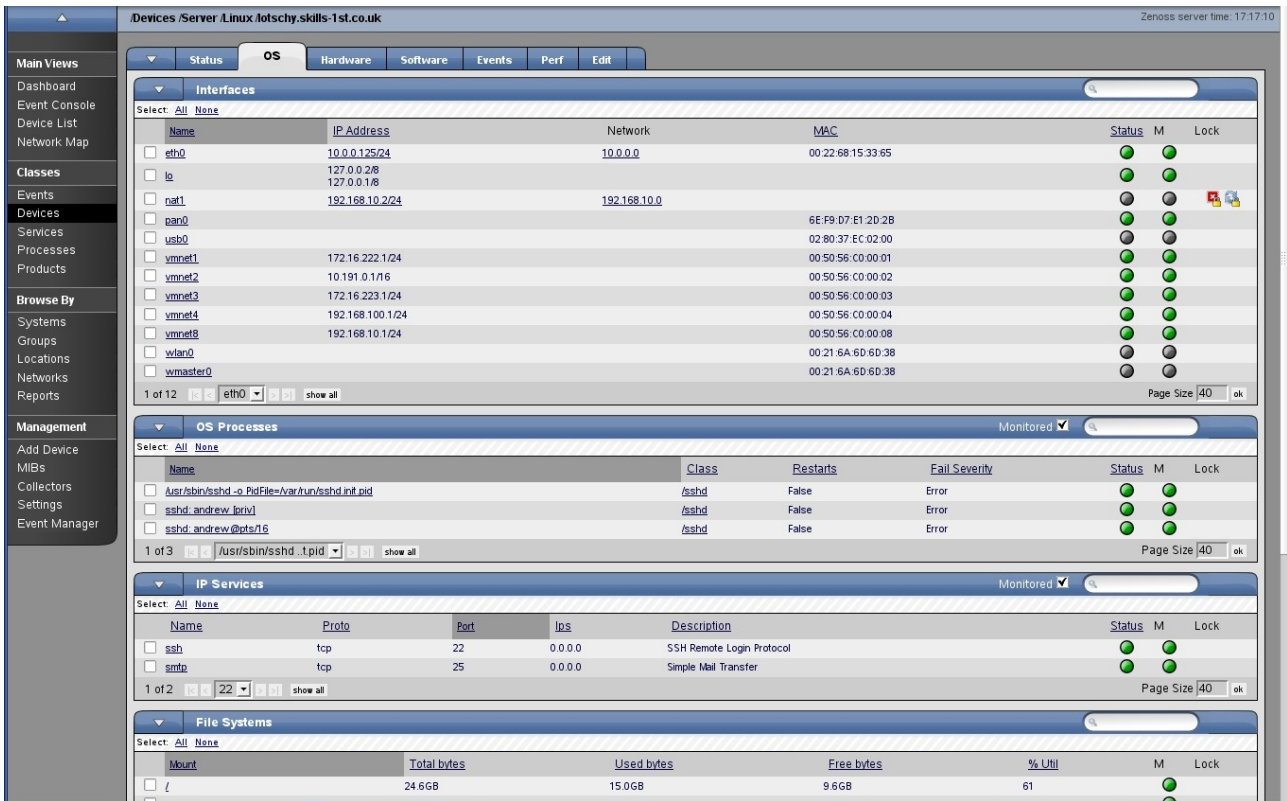 /Devices /Server /Linux /lotschy.skills-1st.co.uk
Zenoss server time: 17:17:10
Main Views
Dashboard
Event Console
Device List
Network Map
Classes
Events
Devices
Services
Processes
Products
Browse By
Systems
Groups
Locations
Networks
Reports
Management
Add Device
MIBs
Collectors
Settings
Event Manager
Status OS Hardware Software Events Perf Edit
Interfaces
Select: All None
Name IP Address Network MAC Status M Lock
eth0 10.0.0.125/24 10.0.0.0 00:22:68:15:33:65
lo 127.0.0.2/8
127.0.0.1/8
nat1 192.168.10.2/24 192.168.10.0
pan0 6E:F9:D7:E1:2D:2B
usb0 02:80:37:EC:02:00
vmnet1 172.16.222.1/24 00:50:56:C0:00:01
vmnet2 10.191.0.1/16 00:50:56:C0:00:02
vmnet3 172.16.223.1/24 00:50:56:C0:00:03
vmnet4 192.168.100.1/24 00:50:56:C0:00:04
vmnet8 192.168.10.1/24 00:50:56:C0:00:08
wlan0 00:21:6A:6D:6D:38
wmaster0 00:21:6A:6D:6D:38
1 of 12 |< < eth0 > >| show all Page Size 40 ok
OS Processes Monitored
Select: All None
Name Class Restarts Fail Severity Status M Lock
/usr/sbin/sshd -o PidFile=/var/run/sshd.init.pid /sshd False Error
sshd: andrew [priv] /sshd False Error
sshd: andrew@pts/16 /sshd False Error
1 of 3 |< < /usr/sbin/sshd ..t.pid > >| show all Page Size 40 ok
IP Services Monitored
Select: All None
Name Proto Port Ips Description Status M Lock
ssh tcp 22 0.0.0.0 SSH Remote Login Protocol
smtp tcp 25 0.0.0.0 Simple Mail Transfer
1 of 2 |< < 22 > >| show all Page Size 40 ok
File Systems
Select: All None
Mount Total bytes Used bytes Free bytes % Util M Lock
/ 24.6GB 15.0GB 9.6GB 61